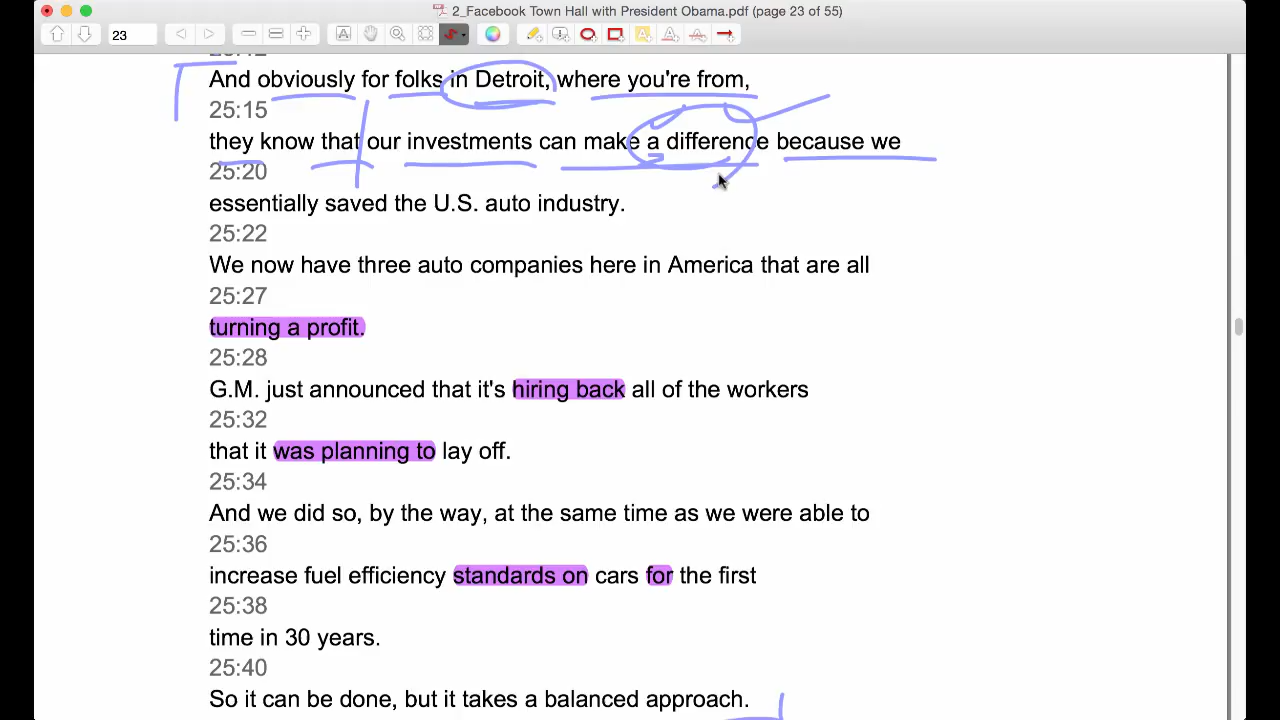 2_Facebook Town Hall with President Obama.pdf (page 23 of 55)
23
And obviously for folks in Detroit, where you're from,
25:15
they know that our investments can make a difference because we
25:20
essentially saved the U.S. auto industry.
25:22
We now have three auto companies here in America that are all
25:27
turning a profit.
25:28
G.M. just announced that it's hiring back all of the workers
25:32
that it was planning to lay off.
25:34
And we did so, by the way, at the same time as we were able to
25:36
increase fuel efficiency standards on cars for the first
25:38
time in 30 years.
25:40
So it can be done, but it takes a balanced approach.